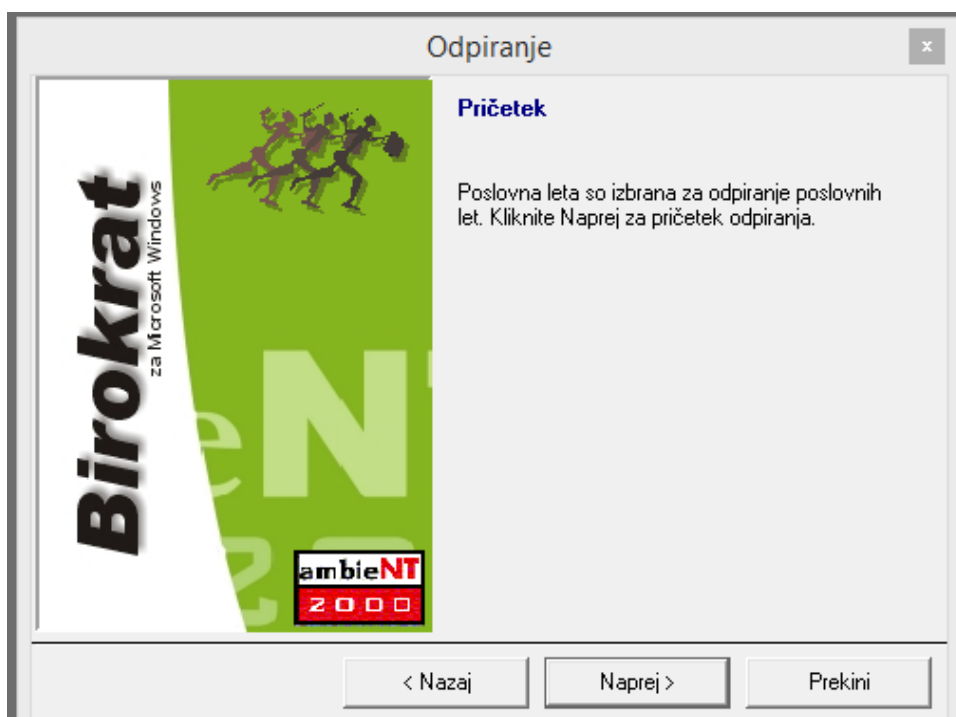 Odpiranje
x
Birokrat
za Microsoft Windows
eNT
ambieNT
2000
Pričetek
Poslovna leta so izbrana za odpiranje poslovnih
let. Kliknite Naprej za pričetek odpiranja.
< Nazaj
Naprej >
Prekini